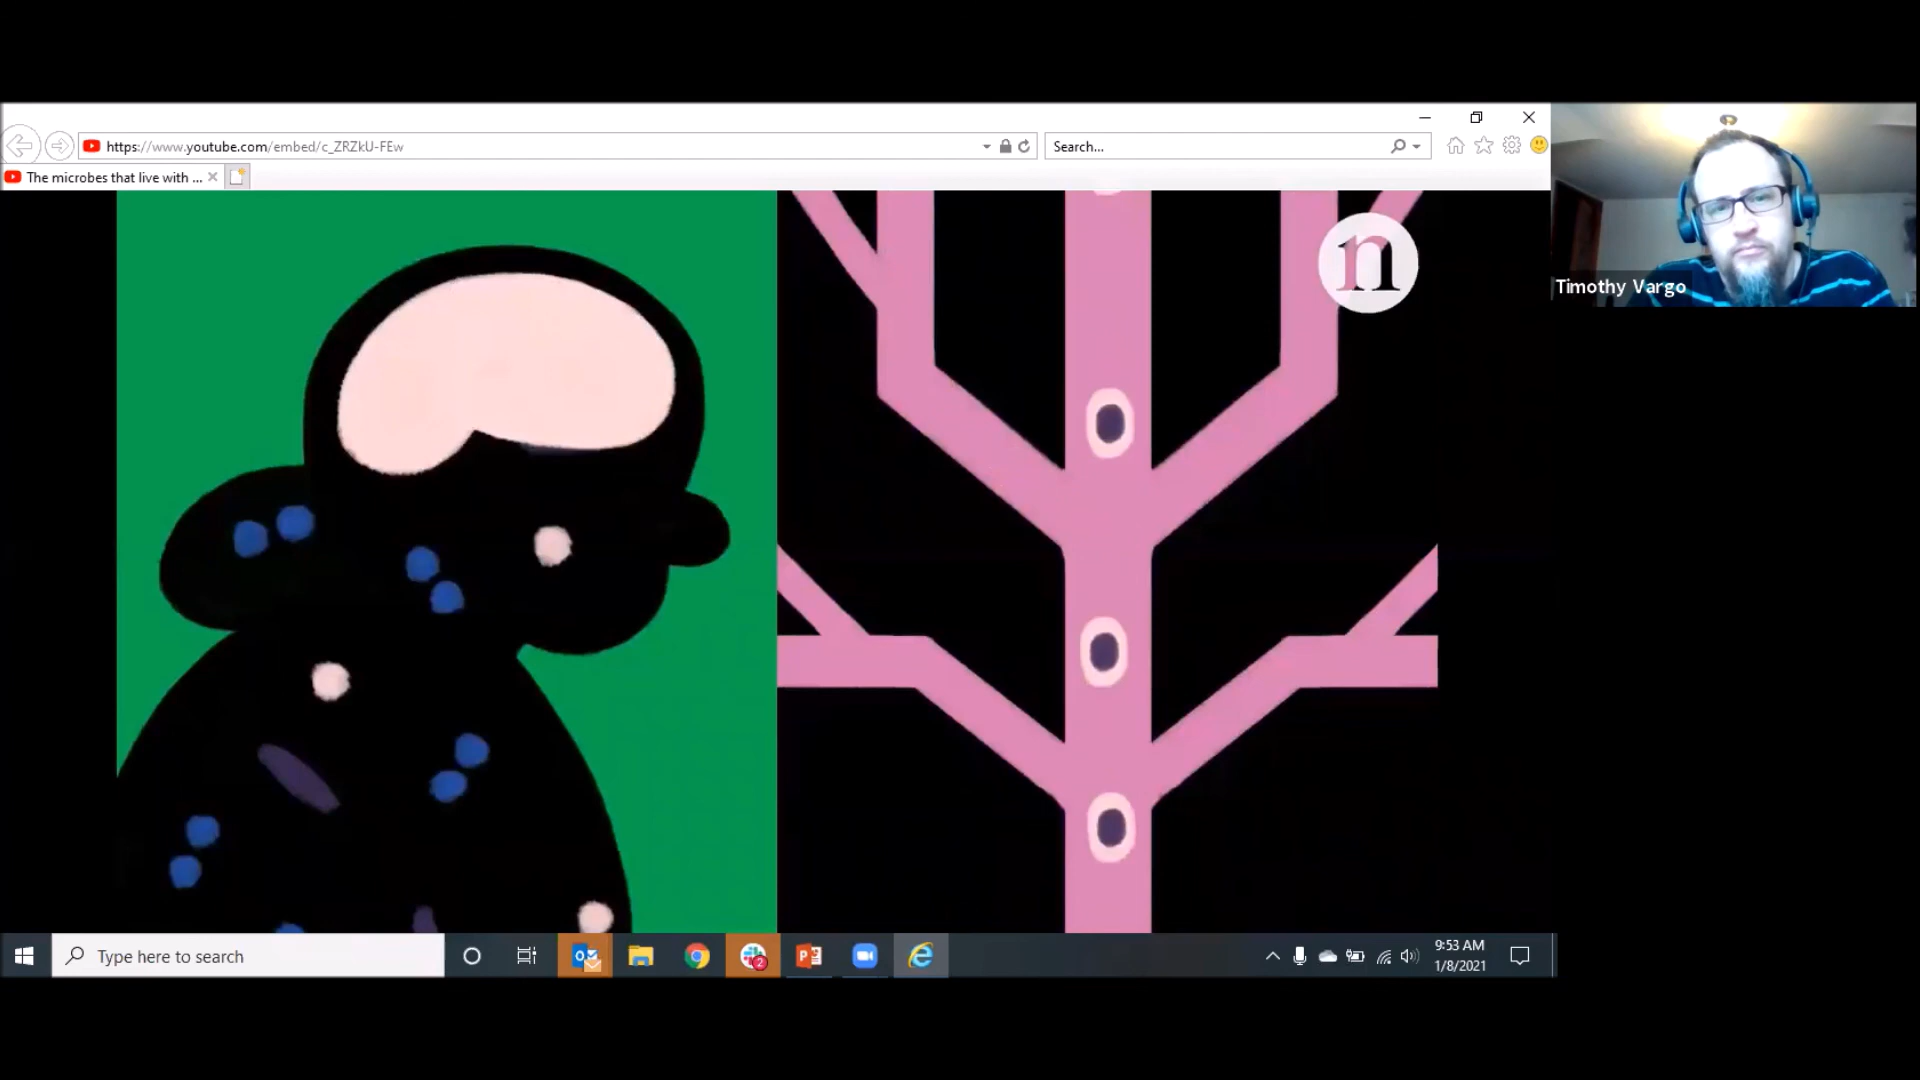 https://www.youtube.com/embed/c_ZRZkU-FEw
Search...
The microbes that live with ...
n
Timothy Vargo
Type here to search
2
9:53 AM
1/8/2021